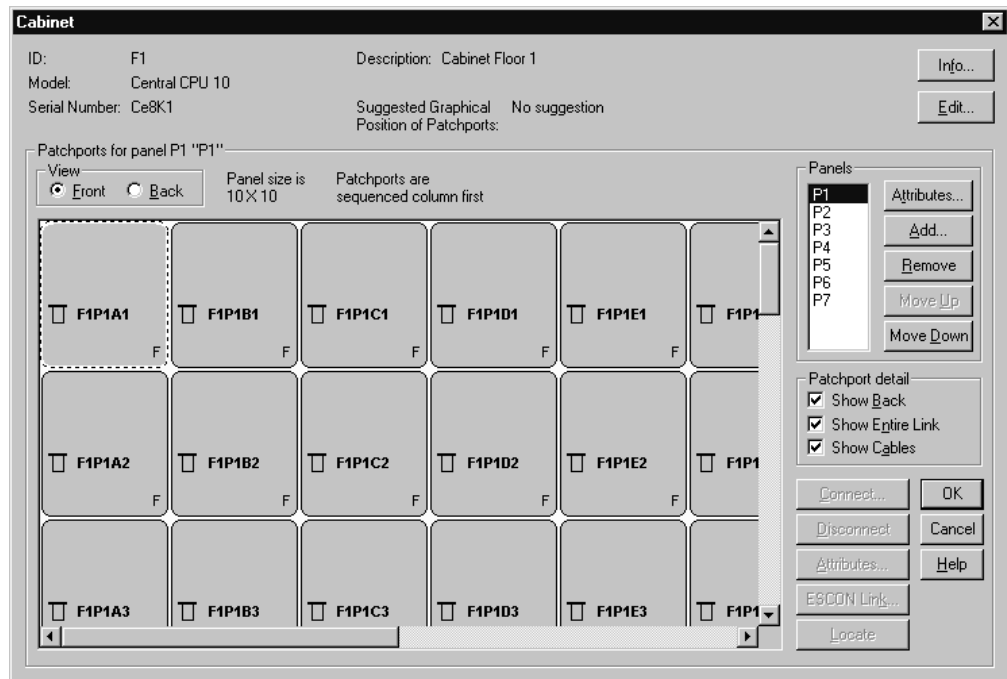 Cabinet
ID: F1 Description: Cabinet Floor 1
Info...
Model: Central CPU 10
Serial Number: Ce8K1 Suggested Graphical No suggestion
Position of Patchports:
Edit...
Patchports for panel P1 "P1"
View
Front Back
Panel size is
10 X 10
Patchports are
sequenced column first
F1P1A1 F1P1B1 F1P1C1 F1P1D1 F1P1E1 F1P1
F F F F F
F1P1A2 F1P1B2 F1P1C2 F1P1D2 F1P1E2 F1P1
F F F F F
F1P1A3 F1P1B3 F1P1C3 F1P1D3 F1P1E3 F1P1
Panels
P1
P2
P3
P4
P5
P6
P7
Attributes...
Add...
Remove
Move Up
Move Down
Patchport detail
Show Back
Show Entire Link
Show Cables
Connect... OK
Disconnect Cancel
Attributes... Help
ESCON Link...
Locate